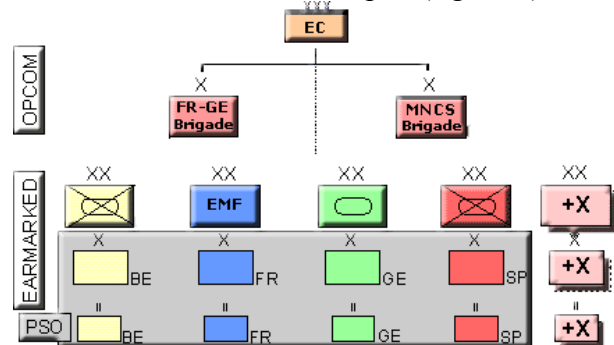 XXX
EC
OPCOM
X X
FR-GE
Brigade
MNCS
Brigade
EARMARKED
XX XX XX XX XX
EMF +X
X X X X X
BE FR GE SP +X
II II II II II
PSO BE FR GE SP +X